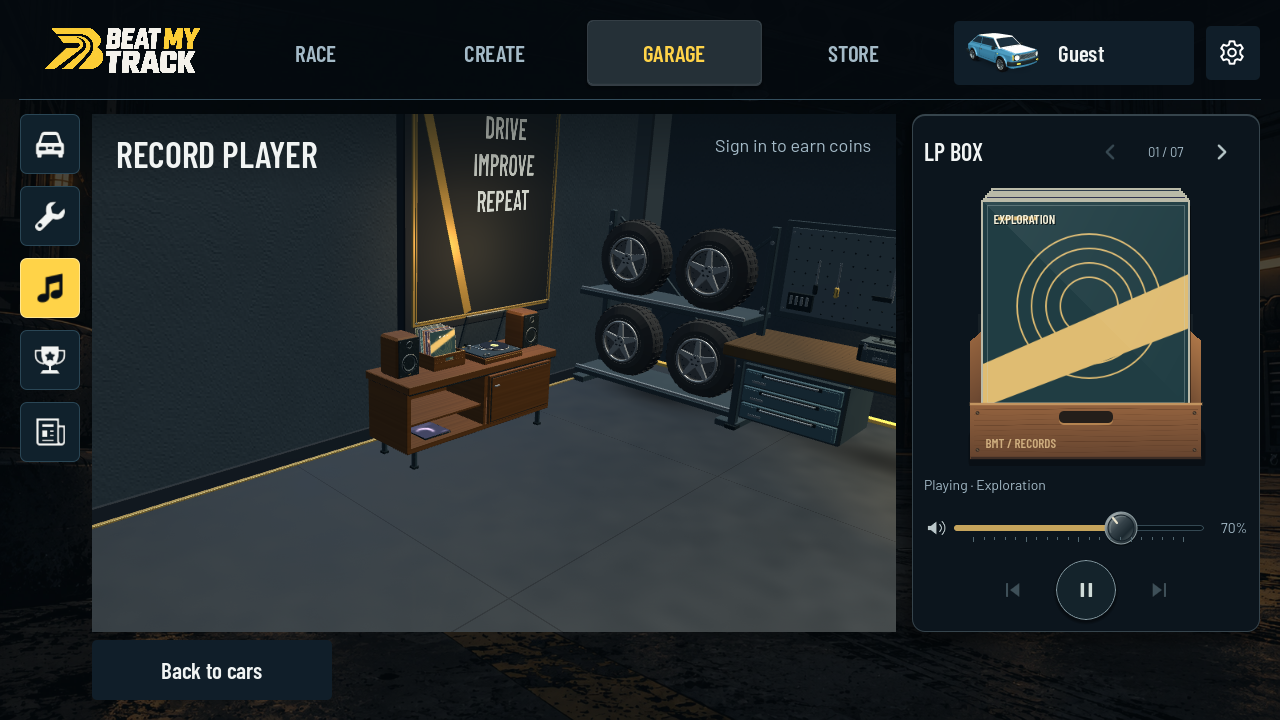 BEAT MY
TRACK
RACE
CREATE
GARAGE
STORE
Guest
RECORD PLAYER
Sign in to earn coins
DRIVE
IMPROVE
REPEAT
LP BOX
01 / 07
EXPLORATION
BMT / RECORDS
Playing · Exploration
70%
Back to cars